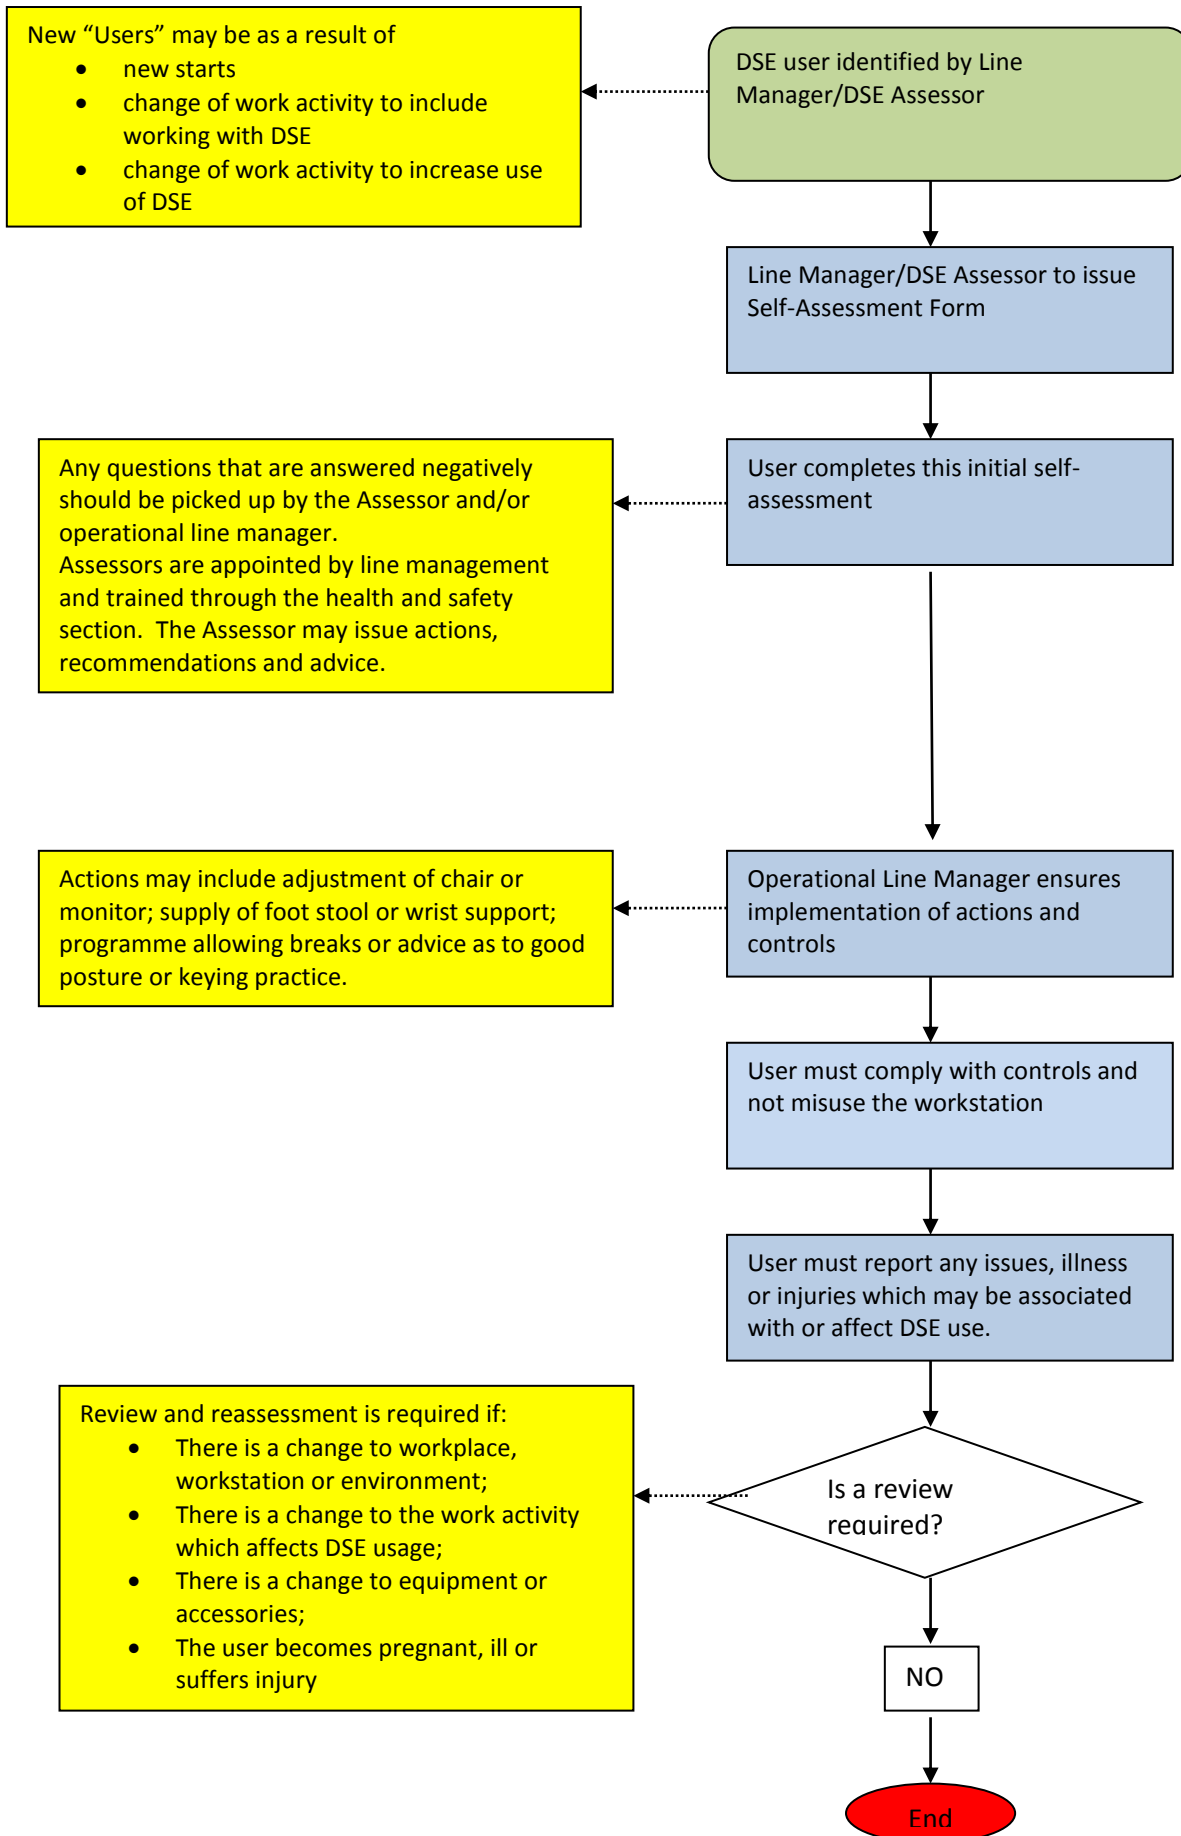 New “Users” may be as a result of
• new starts
• change of work activity to include
working with DSE
• change of work activity to increase use
of DSE
DSE user identified by Line
Manager/DSE Assessor
Line Manager/DSE Assessor to issue
Self-Assessment Form
Any questions that are answered negatively
should be picked up by the Assessor and/or
operational line manager.
Assessors are appointed by line management
and trained through the health and safety
section.  The Assessor may issue actions,
recommendations and advice.
User completes this initial self-
assessment
Actions may include adjustment of chair or
monitor; supply of foot stool or wrist support;
programme allowing breaks or advice as to good
posture or keying practice.
Operational Line Manager ensures
implementation of actions and
controls
User must comply with controls and
not misuse the workstation
User must report any issues, illness
or injuries which may be associated
with or affect DSE use.
Review and reassessment is required if:
• There is a change to workplace,
workstation or environment;
• There is a change to the work activity
which affects DSE usage;
• There is a change to equipment or
accessories;
• The user becomes pregnant, ill or
suffers injury
Is a review
required?
NO
End